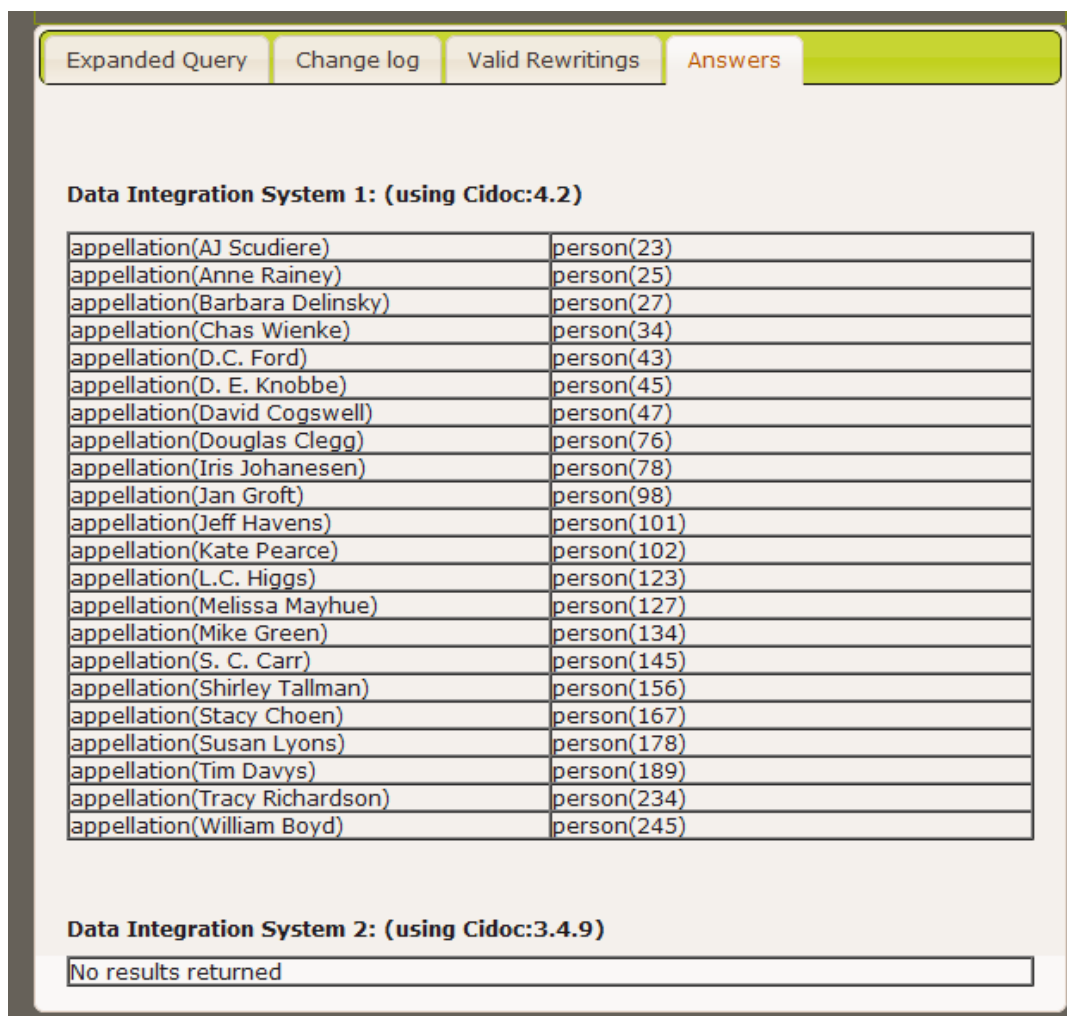 Expanded Query Change log Valid Rewritings Answers
Data Integration System 1: (using Cidoc:4.2)
appellation(AJ Scudiere) person(23)
appellation(Anne Rainey) person(25)
appellation(Barbara Delinsky) person(27)
appellation(Chas Wienke) person(34)
appellation(D.C. Ford) person(43)
appellation(D. E. Knobbe) person(45)
appellation(David Cogswell) person(47)
appellation(Douglas Clegg) person(76)
appellation(Iris Johanesen) person(78)
appellation(Jan Groft) person(98)
appellation(Jeff Havens) person(101)
appellation(Kate Pearce) person(102)
appellation(L.C. Higgs) person(123)
appellation(Melissa Mayhue) person(127)
appellation(Mike Green) person(134)
appellation(S. C. Carr) person(145)
appellation(Shirley Tallman) person(156)
appellation(Stacy Choen) person(167)
appellation(Susan Lyons) person(178)
appellation(Tim Davys) person(189)
appellation(Tracy Richardson) person(234)
appellation(William Boyd) person(245)
Data Integration System 2: (using Cidoc:3.4.9)
No results returned